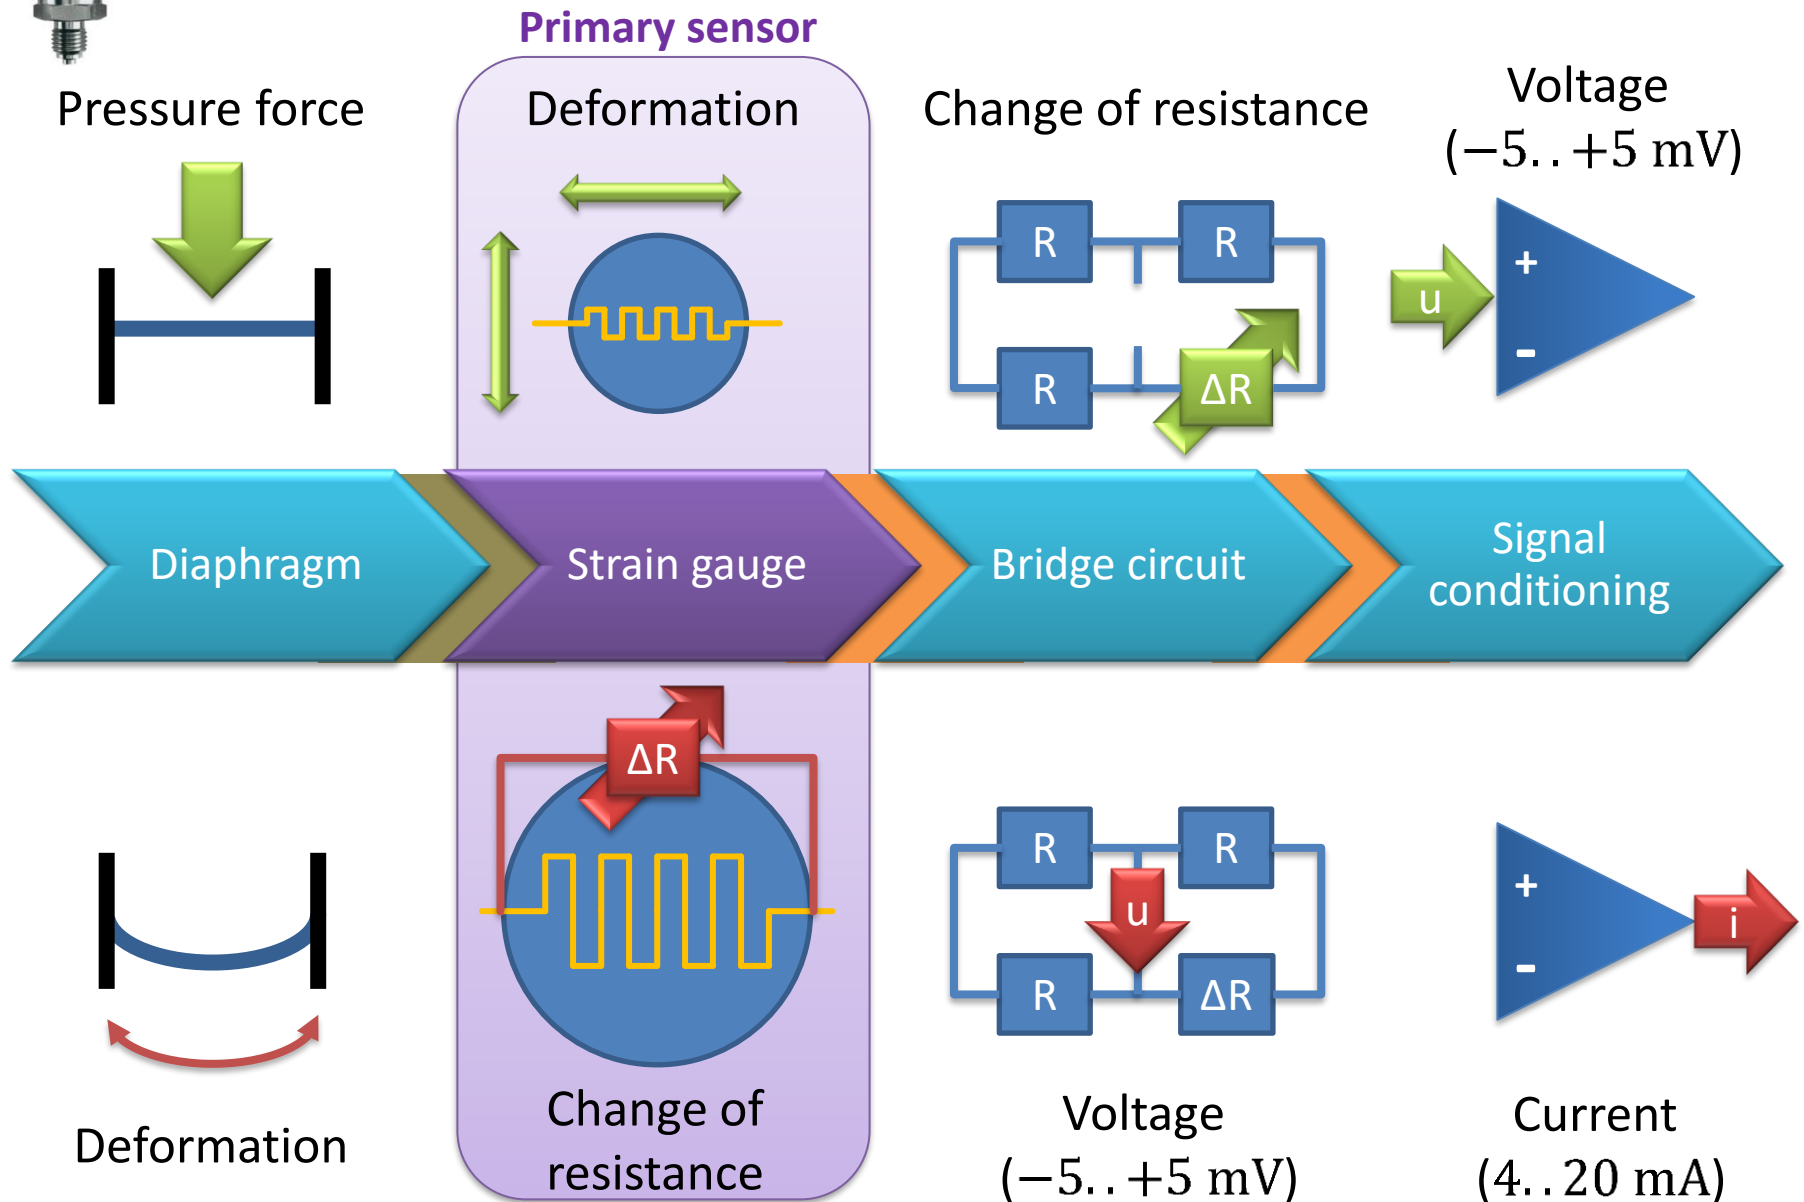 Primary sensor
Pressure force
Deformation
Change of resistance
Voltage
(−5. . +5 mV)
R
R
R
ΔR
u
+
-
Diaphragm
Strain gauge
Bridge circuit
Signal
conditioning
ΔR
R
R
u
R
ΔR
+
-
i
Deformation
Change of
resistance
Voltage
(−5. . +5 mV)
Current
(4. . 20 mA)